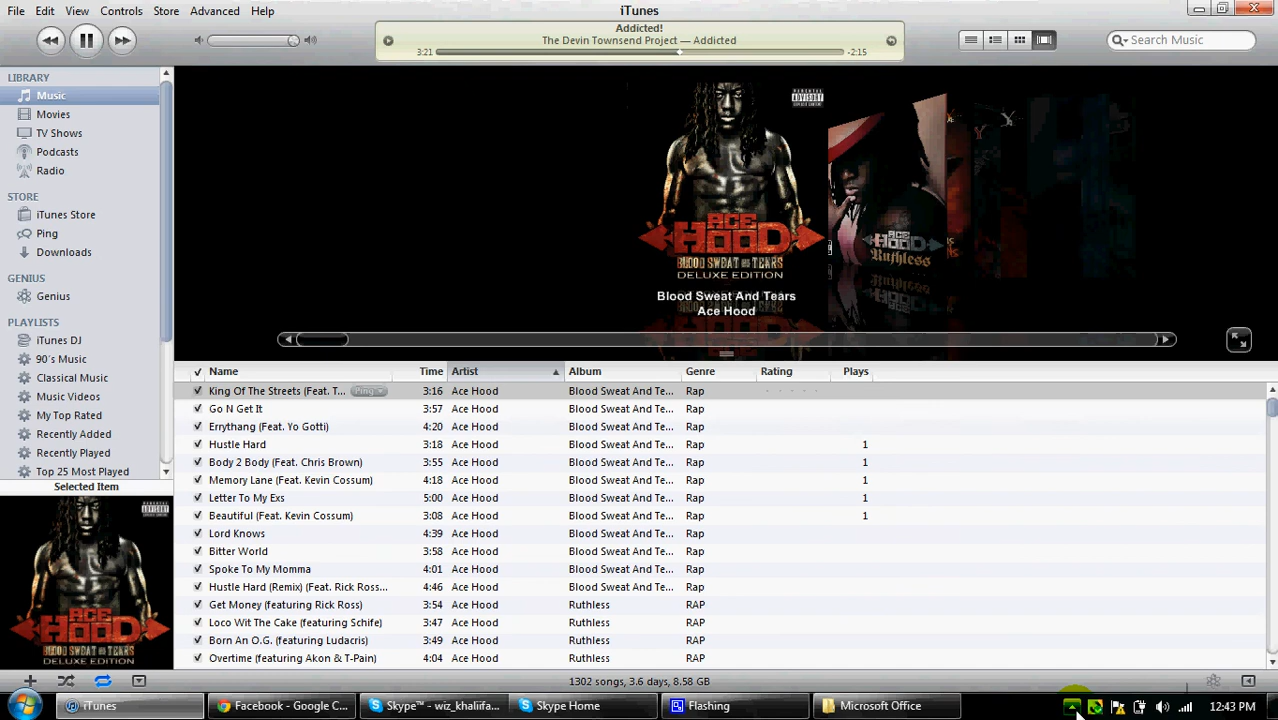 File Edit View Controls Store Advanced Help
iTunes
Addicted!
The Devin Townsend Project — Addicted
3:21
-2:15
Search Music
LIBRARY
Music
Movies
TV Shows
Podcasts
Radio
STORE
iTunes Store
Ping
Downloads
GENIUS
Genius
PLAYLISTS
iTunes DJ
90's Music
Classical Music
Music Videos
My Top Rated
Recently Added
Recently Played
Top 25 Most Played
Selected Item
PARENTAL
ADVISORY
ACE
HOOD
BLOOD SWEAT AND TEARS
DELUXE EDITION
PARENTAL
ADVISORY
ACE
HOOD
BLOOD SWEAT AND TEARS
DELUXE EDITION
ACE
HOOD
Ruthless
Blood Sweat And Tears
Ace Hood
Name Time Artist Album Genre Rating Plays
King Of The Streets (Feat. T... Ping 3:16 Ace Hood Blood Sweat And Te... Rap
Go N Get It 3:57 Ace Hood Blood Sweat And Te... Rap
Errythang (Feat. Yo Gotti) 4:20 Ace Hood Blood Sweat And Te... Rap
Hustle Hard 3:18 Ace Hood Blood Sweat And Te... Rap 1
Body 2 Body (Feat. Chris Brown) 3:55 Ace Hood Blood Sweat And Te... Rap 1
Memory Lane (Feat. Kevin Cossum) 4:18 Ace Hood Blood Sweat And Te... Rap 1
Letter To My Exs 5:00 Ace Hood Blood Sweat And Te... Rap 1
Beautiful (Feat. Kevin Cossum) 3:08 Ace Hood Blood Sweat And Te... Rap 1
Lord Knows 4:39 Ace Hood Blood Sweat And Te... Rap
Bitter World 3:58 Ace Hood Blood Sweat And Te... Rap
Spoke To My Momma 4:01 Ace Hood Blood Sweat And Te... Rap
Hustle Hard (Remix) (Feat. Rick Ross... 4:46 Ace Hood Blood Sweat And Te... Rap
Get Money (featuring Rick Ross) 3:54 Ace Hood Ruthless RAP
Loco Wit The Cake (featuring Schife) 3:47 Ace Hood Ruthless RAP
Born An O.G. (featuring Ludacris) 3:49 Ace Hood Ruthless RAP
Overtime (featuring Akon & T-Pain) 4:04 Ace Hood Ruthless RAP
1302 songs, 3.6 days, 8.58 GB
iTunes
Facebook - Google C...
Skype™ - wiz_khaliifa...
Skype Home
Flashing
Microsoft Office
12:43 PM